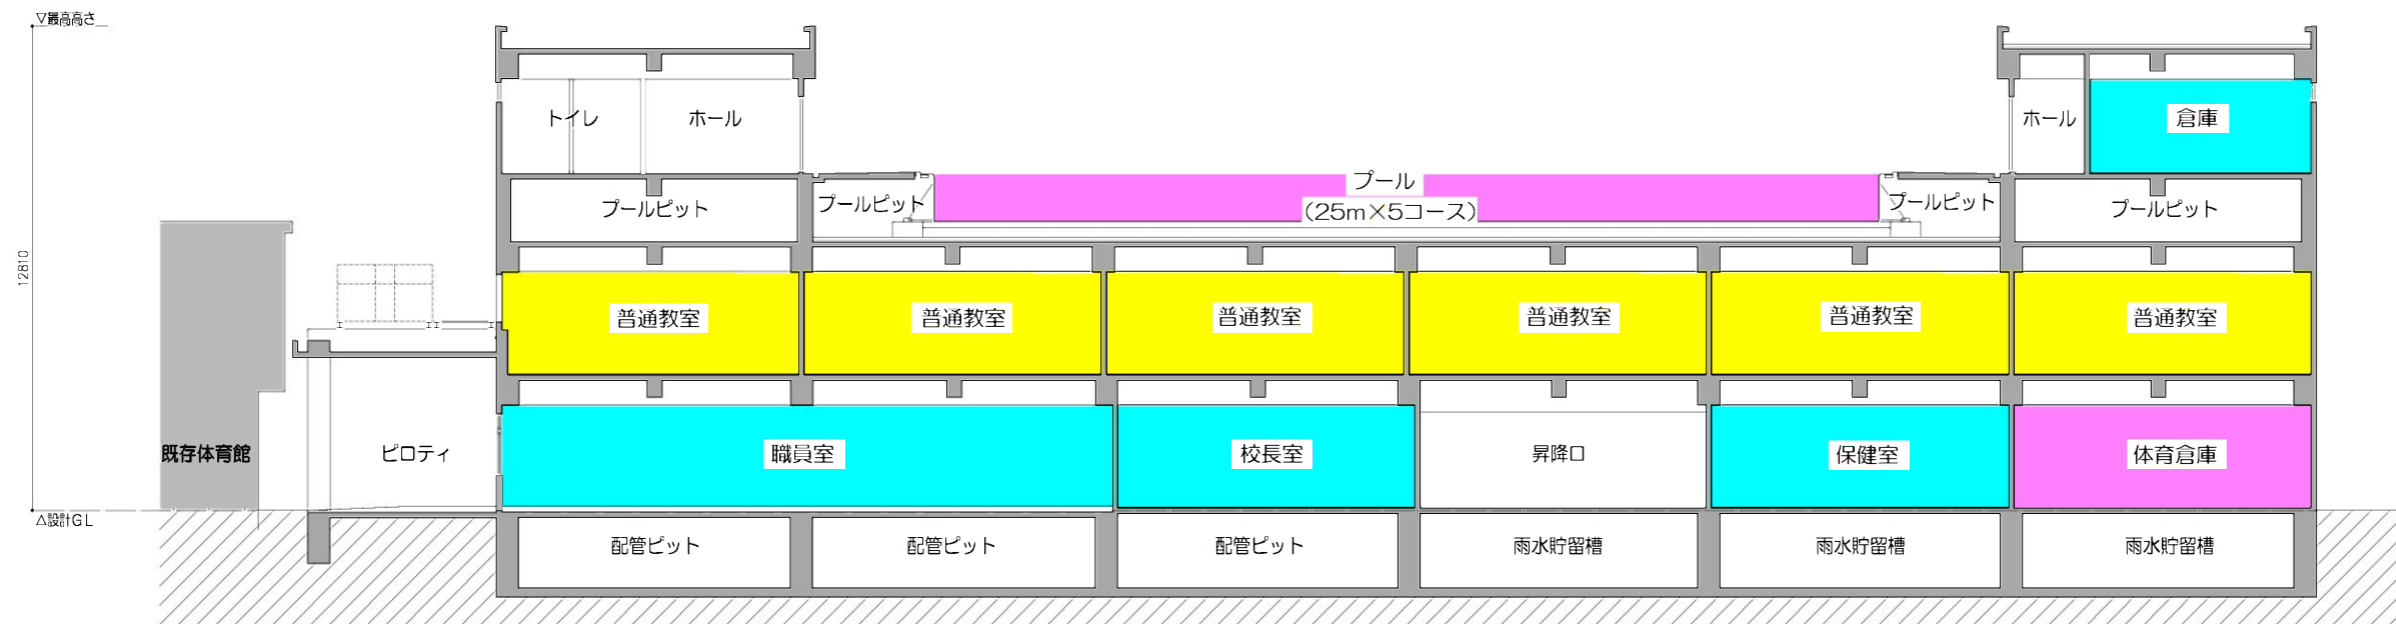 ▽最高高さ
12810
△設計GL
トイレ
ホール
ホール
倉庫
プールピット
プールピット
プール
(25m×5コース)
プールピット
プールピット
普通教室
普通教室
普通教室
普通教室
普通教室
普通教室
既存体育館
ピロティ
職員室
校長室
昇降口
保健室
体育倉庫
配管ピット
配管ピット
配管ピット
雨水貯留槽
雨水貯留槽
雨水貯留槽